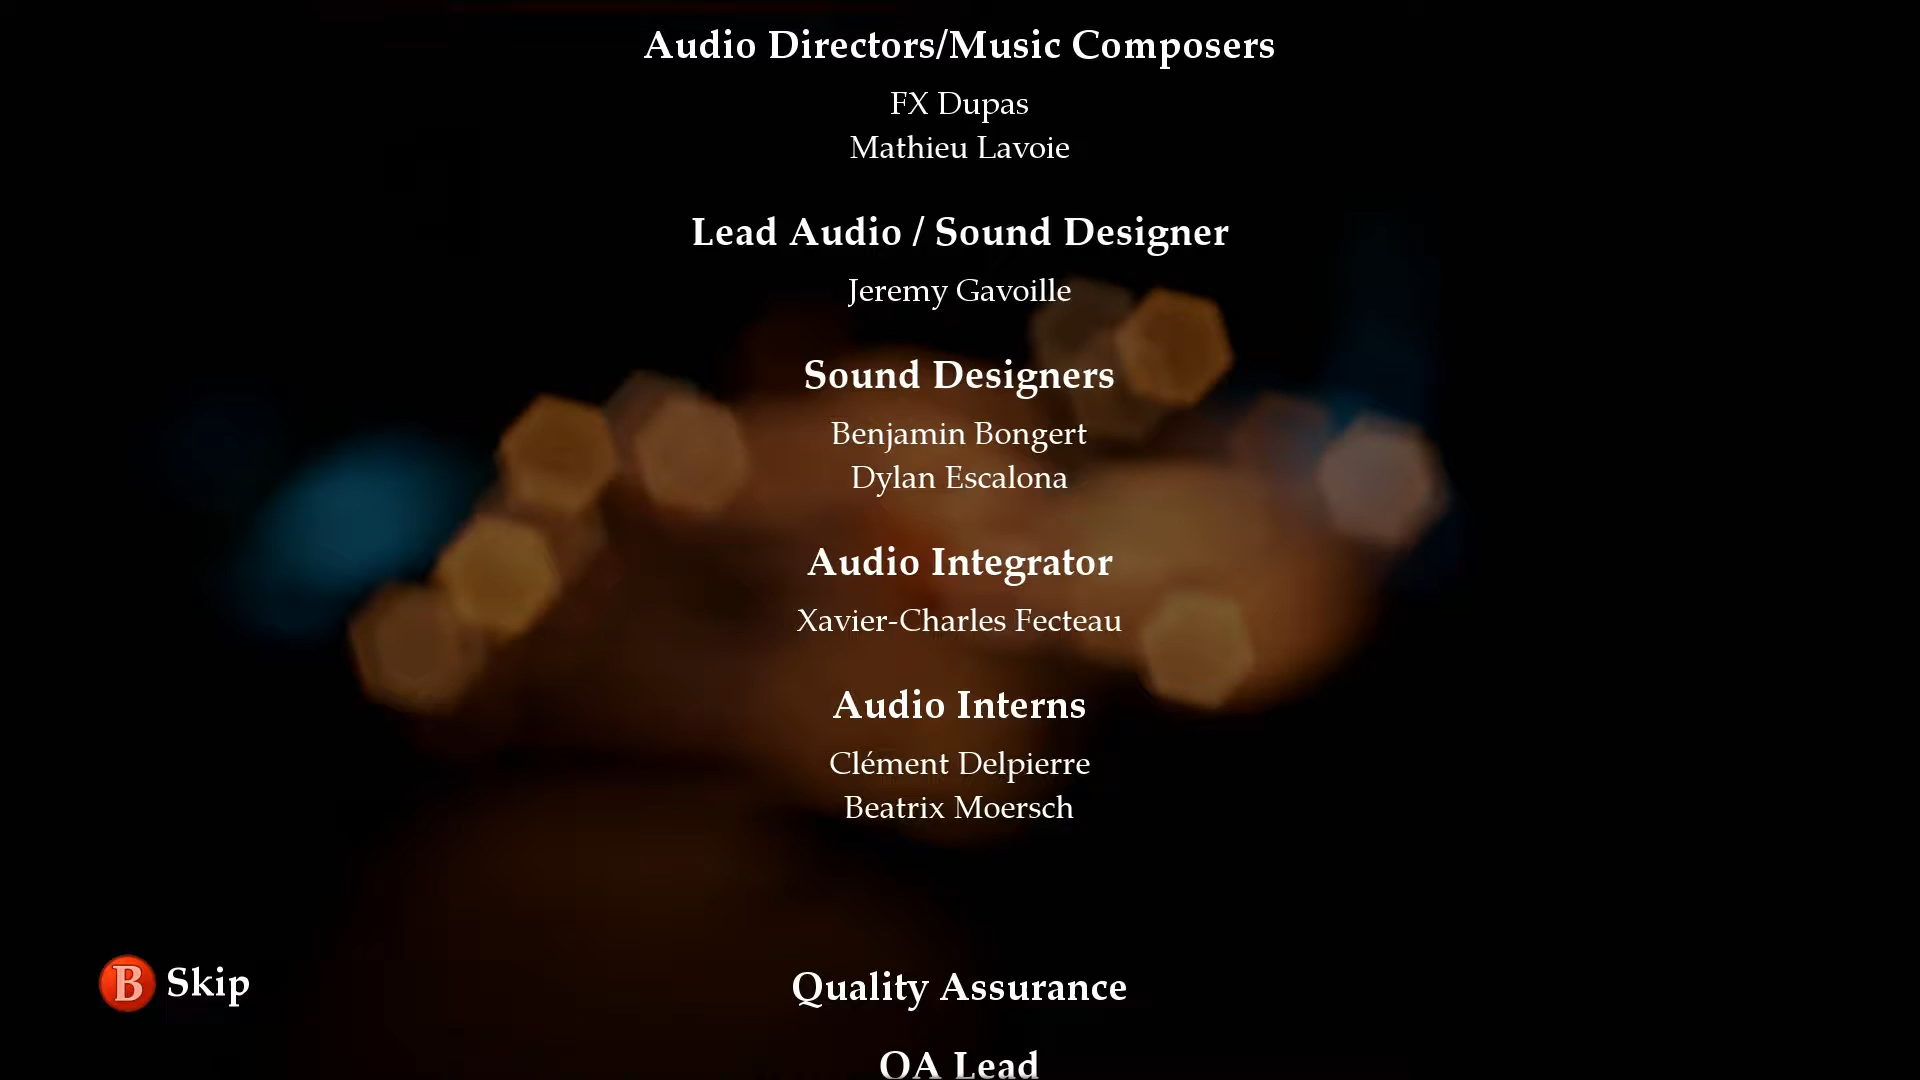 Audio Directors/Music Composers
FX Dupas
Mathieu Lavoie
Lead Audio / Sound Designer
Jeremy Gavoille
Sound Designers
Benjamin Bongert
Dylan Escalona
Audio Integrator
Xavier-Charles Fecteau
Audio Interns
Clément Delpierre
Beatrix Moersch
B Skip
Quality Assurance
QA Lead